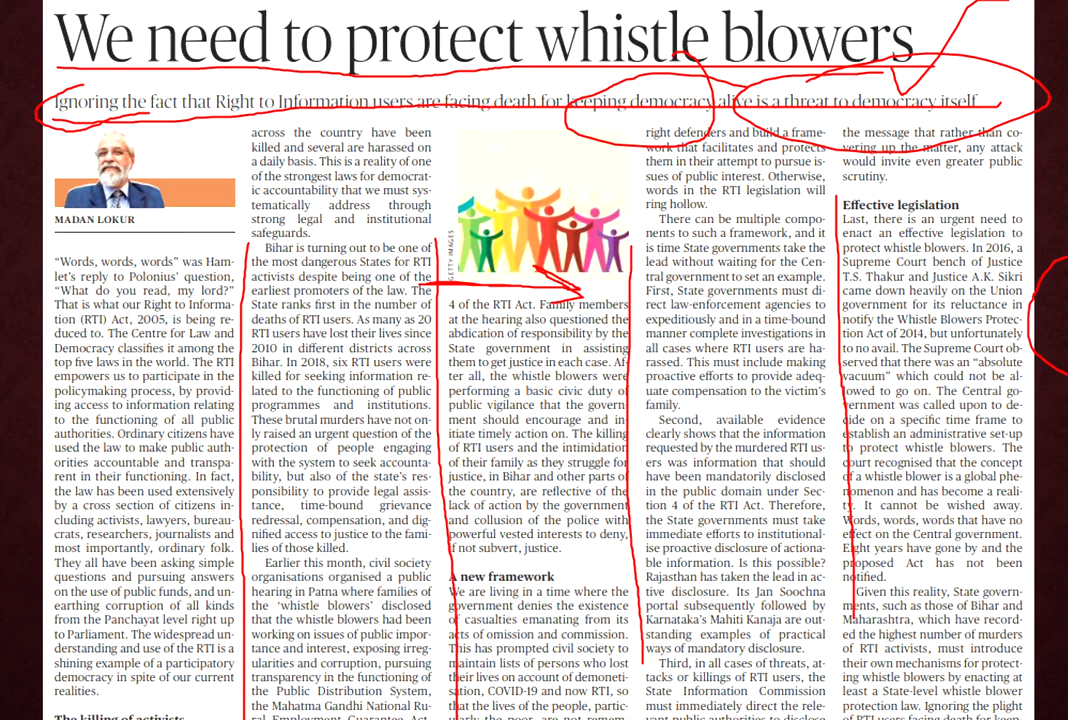 We need to protect whistle blowers
Ignoring the fact that Right to Information users are facing death for keeping democracy alive is a threat to democracy itself
MADAN LOKUR
“Words, words, words” was Ham-
let’s reply to Polonius’ question,
“What do you read, my lord?”
That is what our Right to Informa-
tion (RTI) Act, 2005, is being re-
duced to. The Centre for Law and
Democracy classifies it among the
top five laws in the world. The RTI
empowers us to participate in the
policymaking process, by provid-
ing access to information relating
to the functioning of all public
authorities. Ordinary citizens have
used the law to make public auth-
orities accountable and transpa-
rent in their functioning. In fact,
the law has been used extensively
by a cross section of citizens in-
cluding activists, lawyers, bureau-
crats, researchers, journalists and
most importantly, ordinary folk.
They all have been asking simple
questions and pursuing answers
on the use of public funds, and un-
earthing corruption of all kinds
from the Panchayat level right up
to Parliament. The widespread un-
derstanding and use of the RTI is a
shining example of a participatory
democracy in spite of our current
realities.
The killing of activists
across the country have been
killed and several are harassed on
a daily basis. This is a reality of one
of the strongest laws for democrat-
ic accountability that we must sys-
tematically address through
strong legal and institutional
safeguards.
Bihar is turning out to be one of
the most dangerous States for RTI
activists despite being one of the
earliest promoters of the law. The
State ranks first in the number of
deaths of RTI users. As many as 20
RTI users have lost their lives since
2010 in different districts across
Bihar. In 2018, six RTI users were
killed for seeking information re-
lated to the functioning of public
programmes and institutions.
These brutal murders have not on-
ly raised an urgent question of the
protection of people engaging
with the system to seek accounta-
bility, but also of the state’s res-
ponsibility to provide legal assis-
tance, time-bound grievance
redressal, compensation, and dig-
nified access to justice to the fami-
lies of those killed.
Earlier this month, civil society
organisations organised a public
hearing in Patna where families of
the ‘whistle blowers’ disclosed
that the whistle blowers had been
working on issues of public impor-
tance and interest, exposing irreg-
ularities and corruption, pursuing
transparency in the functioning of
the Public Distribution System,
the Mahatma Gandhi National Ru-
ral Employment Guarantee Act,
GETTY IMAGES
4 of the RTI Act. Family members
at the hearing also questioned the
abdication of responsibility by the
State government in assisting
them to get justice in each case. Af-
ter all, the whistle blowers were
performing a basic civic duty of
public vigilance that the govern-
ment should encourage and in-
itiate timely action on. The killing
of RTI users and the intimidation
of their family as they struggle for
justice, in Bihar and other parts of
the country, are reflective of the
lack of action by the government
and collusion of the police with
powerful vested interests to deny,
if not subvert, justice.
A new framework
We are living in a time where the
government denies the existence
of casualties emanating from its
acts of omission and commission.
This has prompted civil society to
maintain lists of persons who lost
their lives on account of demoneti-
sation, COVID-19 and now RTI, so
that the lives of the people, partic-
ularly the poor, are not remem-
right defenders and build a frame-
work that facilitates and protects
them in their attempt to pursue is-
sues of public interest. Otherwise,
words in the RTI legislation will
ring hollow.
There can be multiple compo-
nents to such a framework, and it
is time State governments take the
lead without waiting for the Cen-
tral government to set an example.
First, State governments must di-
rect law-enforcement agencies to
expeditiously and in a time-bound
manner complete investigations in
all cases where RTI users are ha-
rassed. This must include making
proactive efforts to provide adeq-
uate compensation to the victim’s
family.
Second, available evidence
clearly shows that the information
requested by the murdered RTI us-
ers was information that should
have been mandatorily disclosed
in the public domain under Sec-
tion 4 of the RTI Act. Therefore,
the State governments must take
immediate efforts to institutional-
ise proactive disclosure of actiona-
ble information. Is this possible?
Rajasthan has taken the lead in ac-
tive disclosure. Its Jan Soochna
portal subsequently followed by
Karnataka’s Mahiti Kanaja are out-
standing examples of practical
ways of mandatory disclosure.
Third, in all cases of threats, at-
tacks or killings of RTI users, the
State Information Commission
must immediately direct the rele-
vant public authorities to disclose
the message that rather than co-
vering up the matter, any attack
would invite even greater public
scrutiny.
Effective legislation
Last, there is an urgent need to
enact an effective legislation to
protect whistle blowers. In 2016, a
Supreme Court bench of Justice
T.S. Thakur and Justice A.K. Sikri
came down heavily on the Union
government for its reluctance in
notify the Whistle Blowers Protec-
tion Act of 2014, but unfortunately
to no avail. The Supreme Court ob-
served that there was an “absolute
vacuum” which could not be al-
lowed to go on. The Central go-
vernment was called upon to de-
cide on a specific time frame to
establish an administrative set-up
to protect whistle blowers. The
court recognised that the concept
of a whistle blower is a global phe-
nomenon and has become a reali-
ty. It cannot be wished away.
Words, words, words that have no
effect on the Central government.
Eight years have gone by and the
proposed Act has not been
notified.
Given this reality, State govern-
ments, such as those of Bihar and
Maharashtra, which have record-
ed the highest number of murders
of RTI activists, must introduce
their own mechanisms for protect-
ing whistle blowers by enacting at
least a State-level whistle blower
protection law. Ignoring the plight
of RTI users facing death for keep-